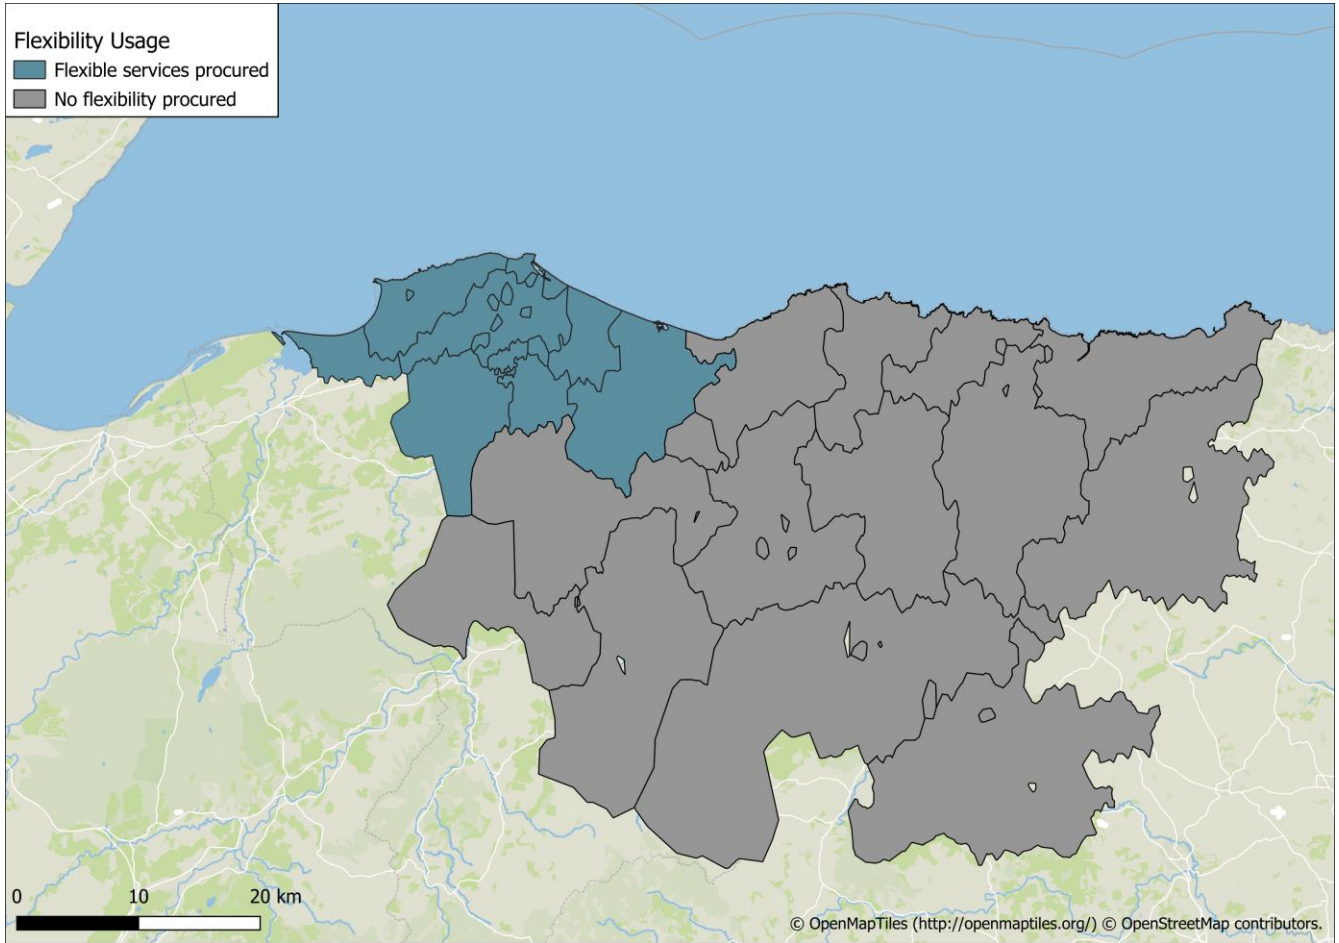 Flexibility Usage
Flexible services procured
No flexibility procured
0 10 20 km
© OpenMapTiles (http://openmaptiles.org/) © OpenStreetMap contributors.